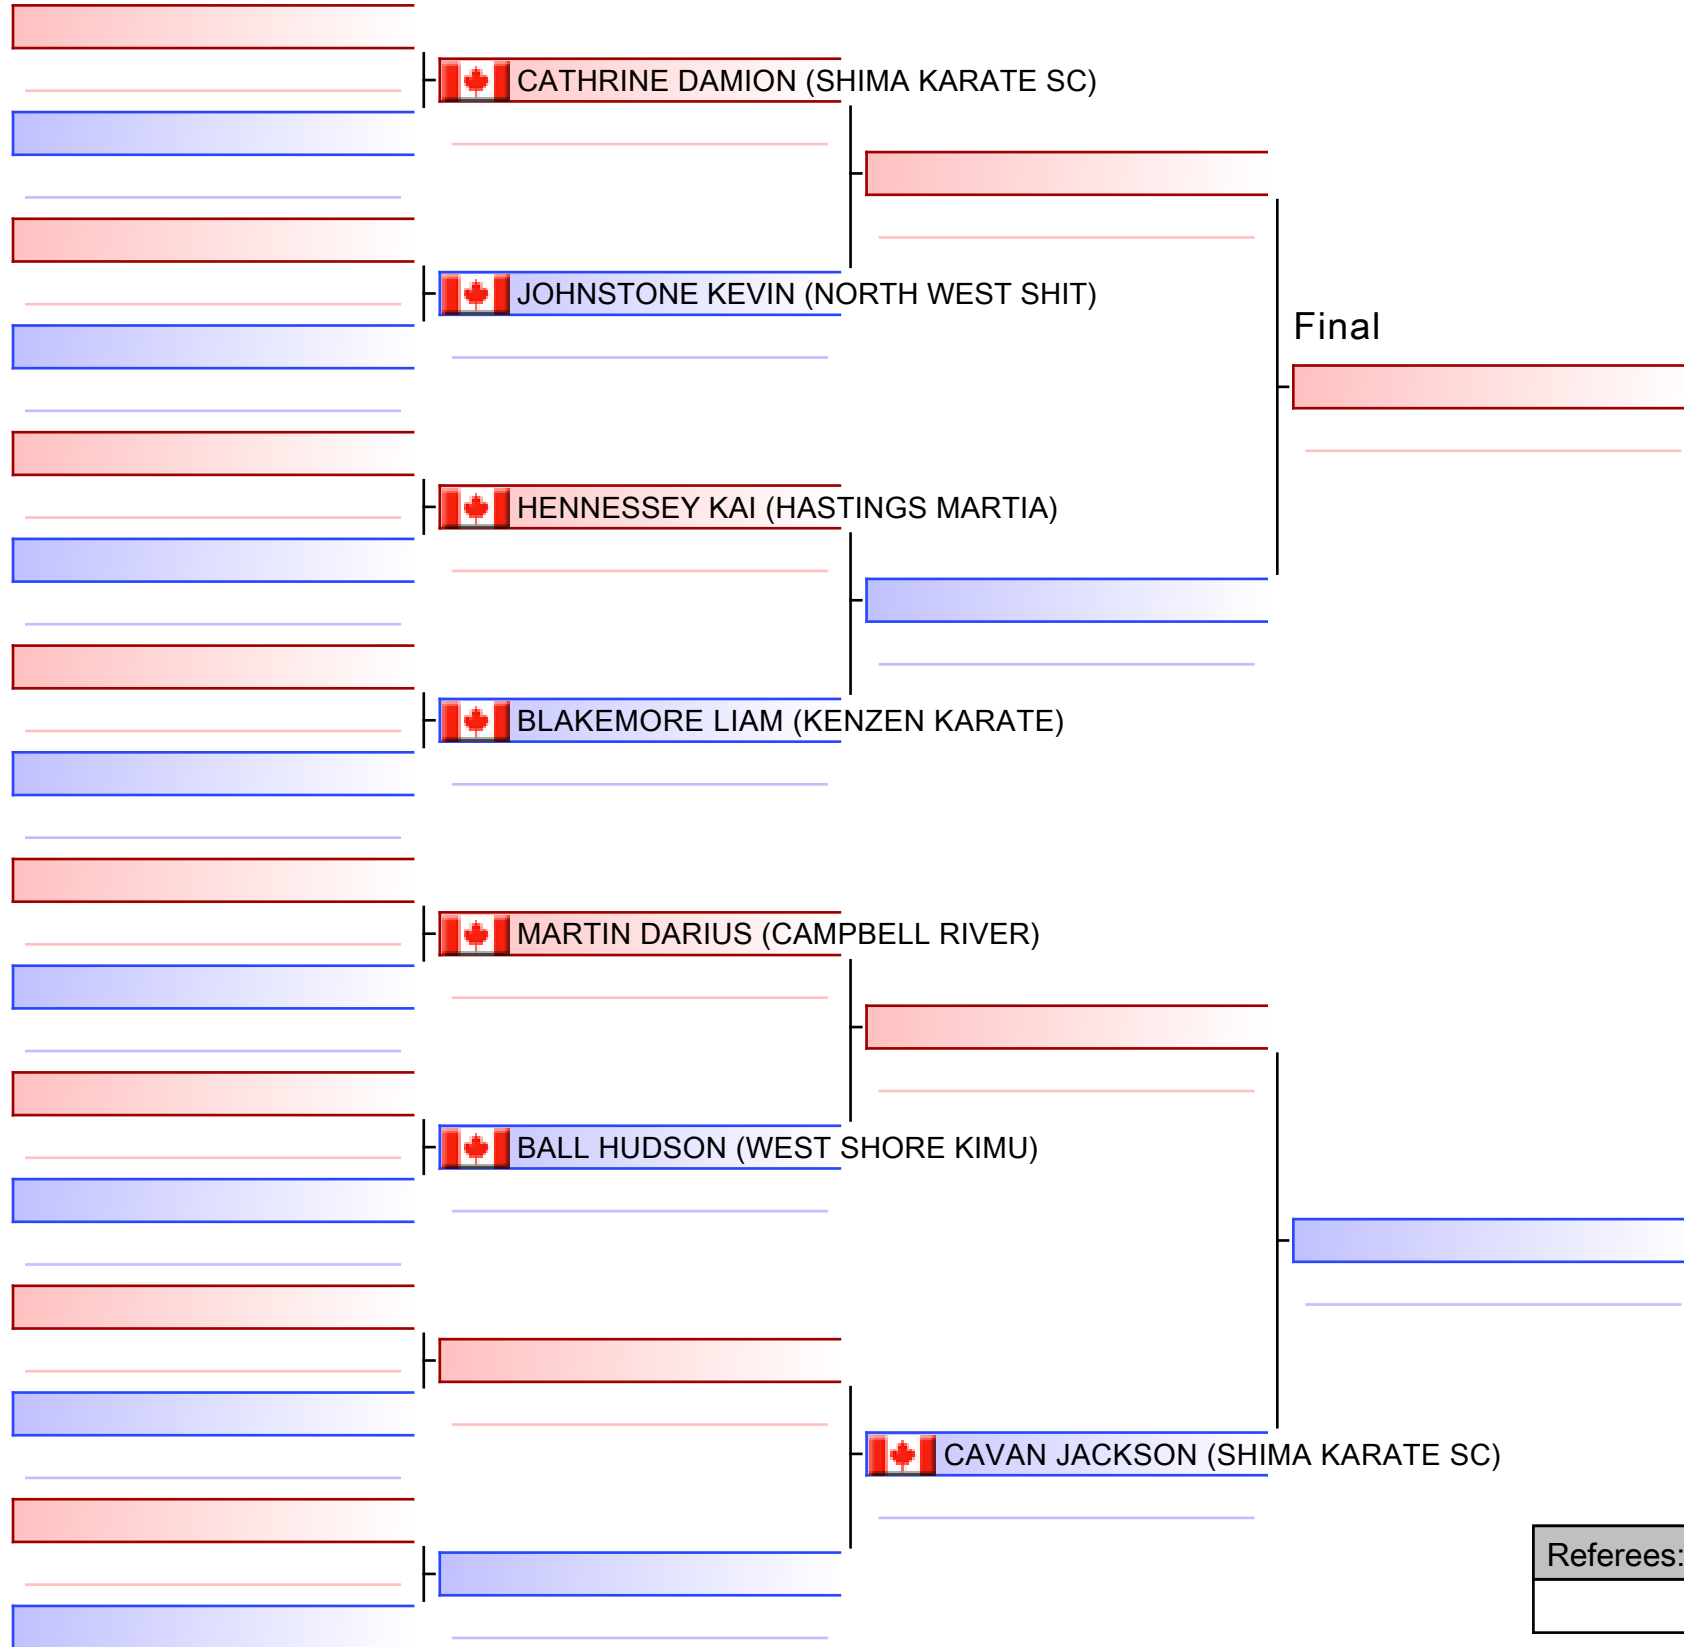 CATHRINE DAMION (SHIMA KARATE SC)
JOHNSTONE KEVIN (NORTH WEST SHIT)
Final
HENNESSEY KAI (HASTINGS MARTIA)
BLAKEMORE LIAM (KENZEN KARATE)
MARTIN DARIUS (CAMPBELL RIVER)
BALL HUDSON (WEST SHORE KIMU)
CAVAN JACKSON (SHIMA KARATE SC)
Referees: